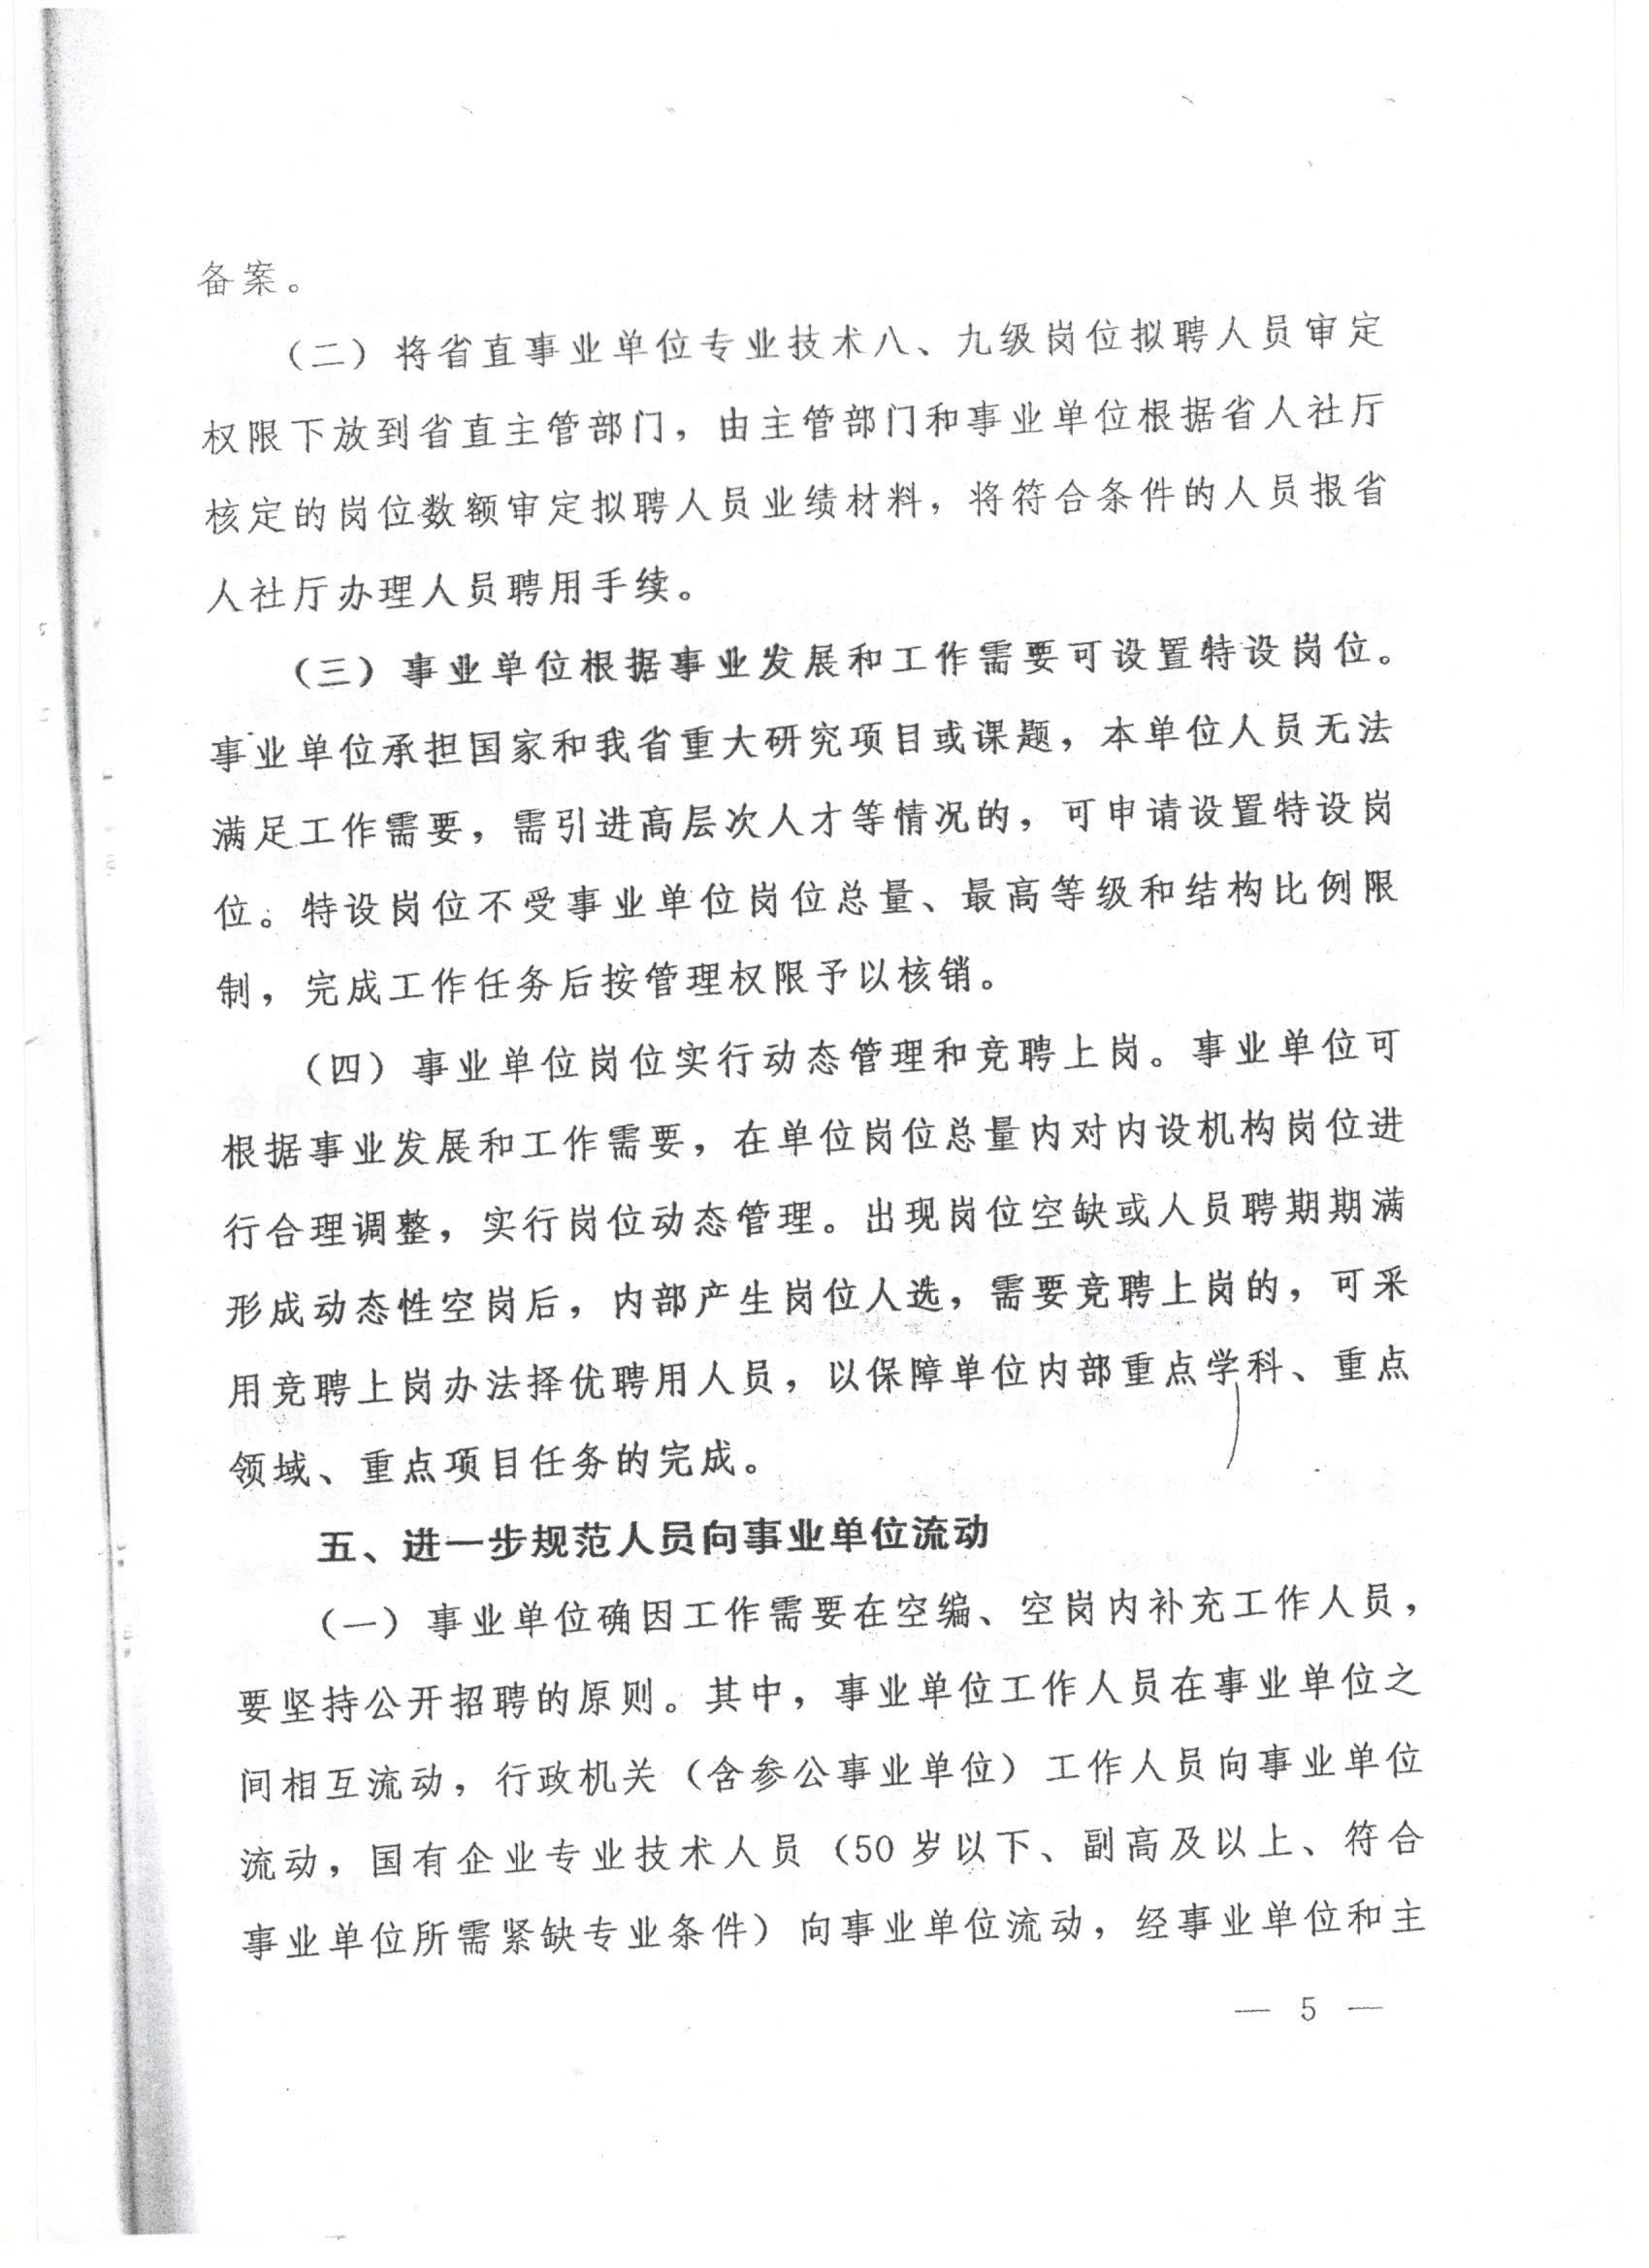 备案。
（二）将省直事业单位专业技术八、九级岗位拟聘人员审定
权限下放到省直主管部门，由主管部门和事业单位根据省人社厅
核定的岗位数额审定拟聘人员业绩材料，将符合条件的人员报省
人社厅办理人员聘用手续。
（三）事业单位根据事业发展和工作需要可设置特设岗位。
事业单位承担国家和我省重大研究项目或课题，本单位人员无法
满足工作需要，需引进高层次人才等情况的，可申请设置特设岗
位。特设岗位不受事业单位岗位总量、最高等级和结构比例限
制，完成工作任务后按管理权限予以核销。
（四）事业单位岗位实行动态管理和竞聘上岗。事业单位可
根据事业发展和工作需要，在单位岗位总量内对内设机构岗位进
行合理调整，实行岗位动态管理。出现岗位空缺或人员聘期期满
形成动态性空岗后，内部产生岗位人选，需要竞聘上岗的，可采
用竞聘上岗办法择优聘用人员，以保障单位内部重点学科、重点
领域、重点项目任务的完成。
五、进一步规范人员向事业单位流动
（一）事业单位确因工作需要在空编、空岗内补充工作人员，
要坚持公开招聘的原则。其中，事业单位工作人员在事业单位之
间相互流动，行政机关（含参公事业单位）工作人员向事业单位
流动，国有企业专业技术人员（50 岁以下、副高及以上、符合
事业单位所需紧缺专业条件）向事业单位流动，经事业单位和主
— 5 —